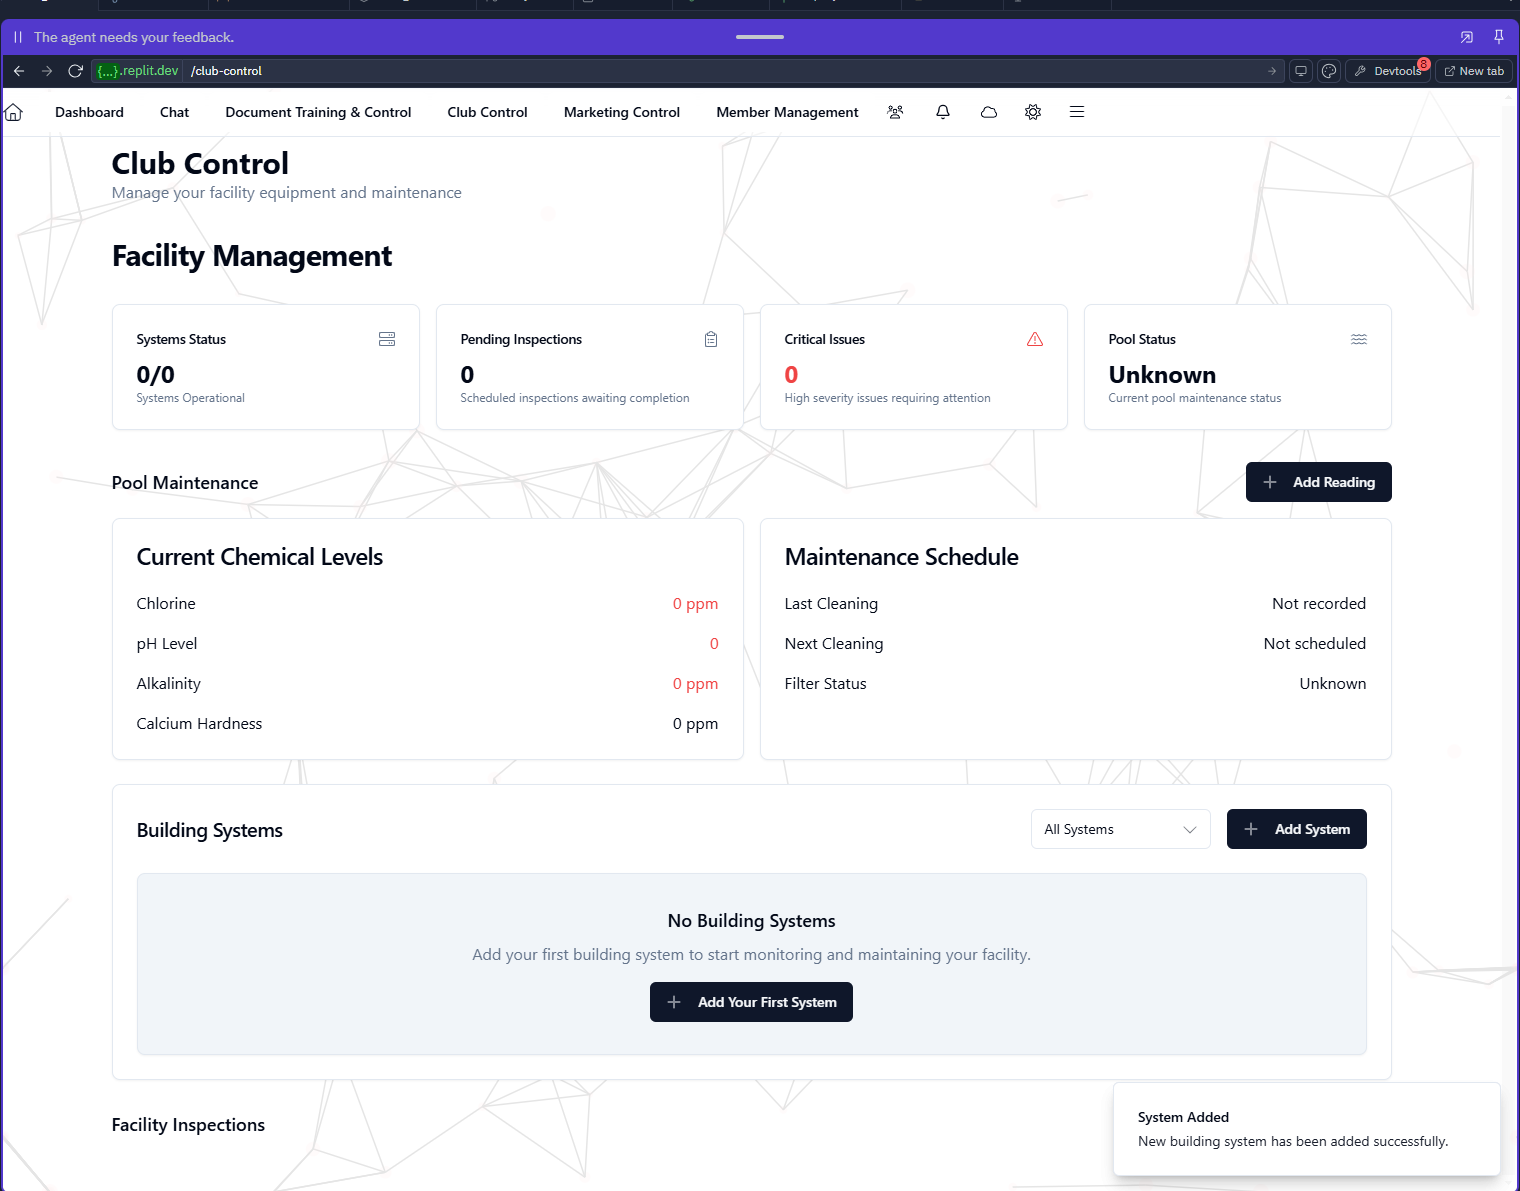 The agent needs your feedback.
{...}.replit.dev /club-control
Devtools 8
New tab
Dashboard
Chat
Document Training & Control
Club Control
Marketing Control
Member Management
Club Control
Manage your facility equipment and maintenance
Facility Management
Systems Status
0/0
Systems Operational
Pending Inspections
0
Scheduled inspections awaiting completion
Critical Issues
0
High severity issues requiring attention
Pool Status
Unknown
Current pool maintenance status
Pool Maintenance
Add Reading
Current Chemical Levels
Chlorine 0 ppm
pH Level 0
Alkalinity 0 ppm
Calcium Hardness 0 ppm
Maintenance Schedule
Last Cleaning Not recorded
Next Cleaning Not scheduled
Filter Status Unknown
Building Systems
All Systems
Add System
No Building Systems
Add your first building system to start monitoring and maintaining your facility.
Add Your First System
Facility Inspections
System Added
New building system has been added successfully.